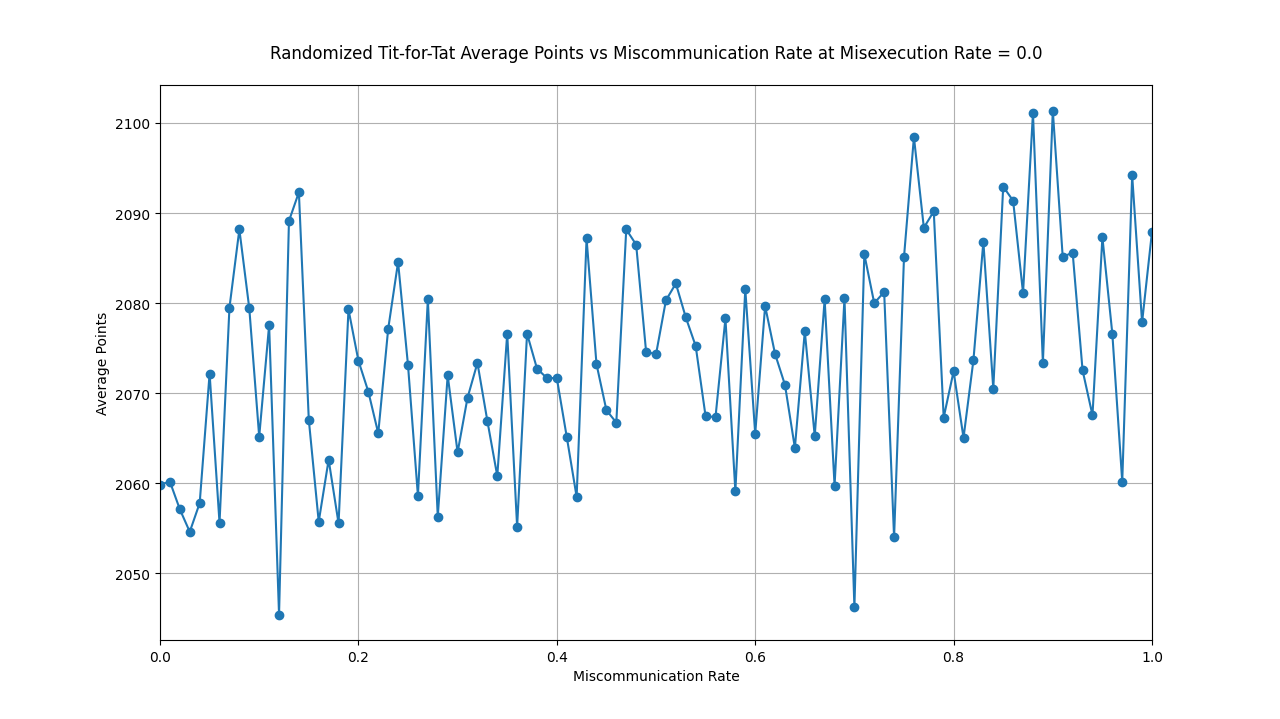 Randomized Tit-for-Tat Average Points vs Miscommunication Rate at Misexecution Rate = 0.0
2100
2090
2080
2070
2060
2050
Average Points
0.0 0.2 0.4 0.6 0.8 1.0
Miscommunication Rate